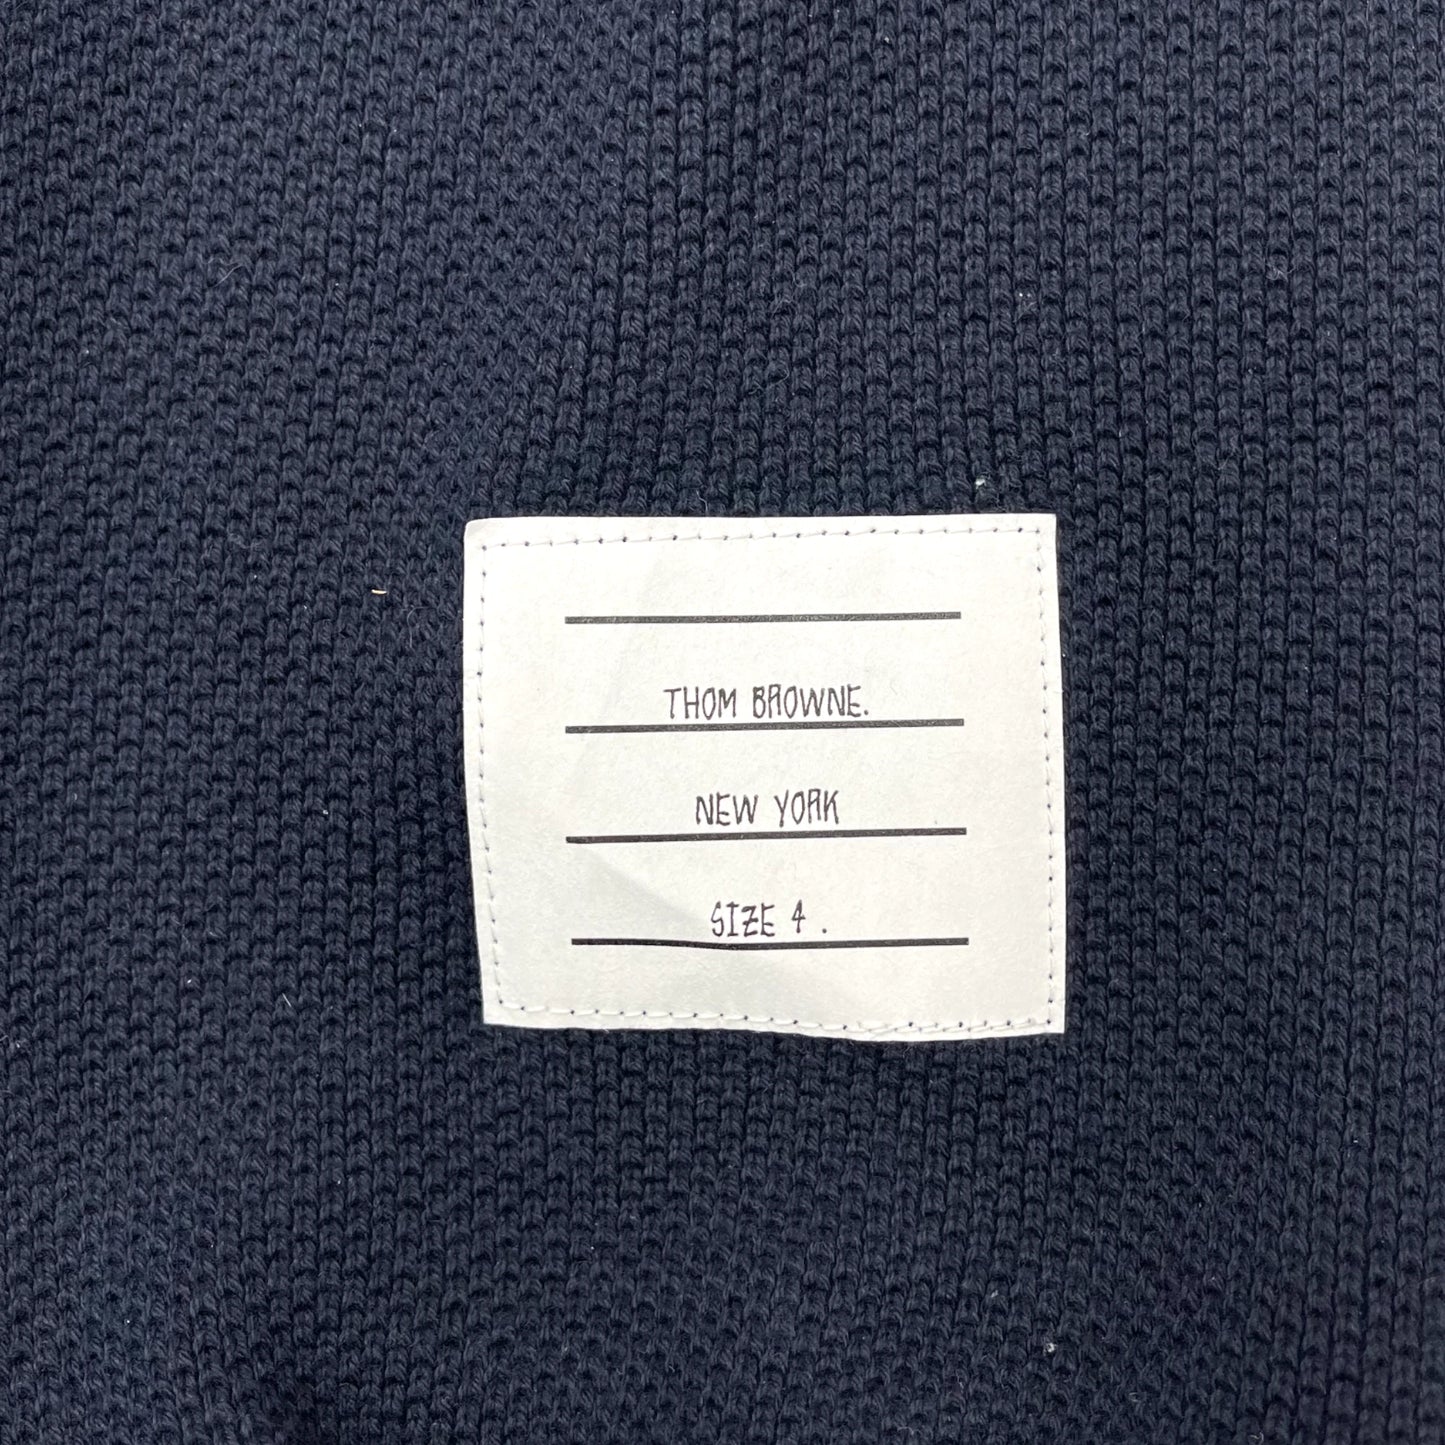 THOM BROWNE.
NEW YORK
SIZE 4 .